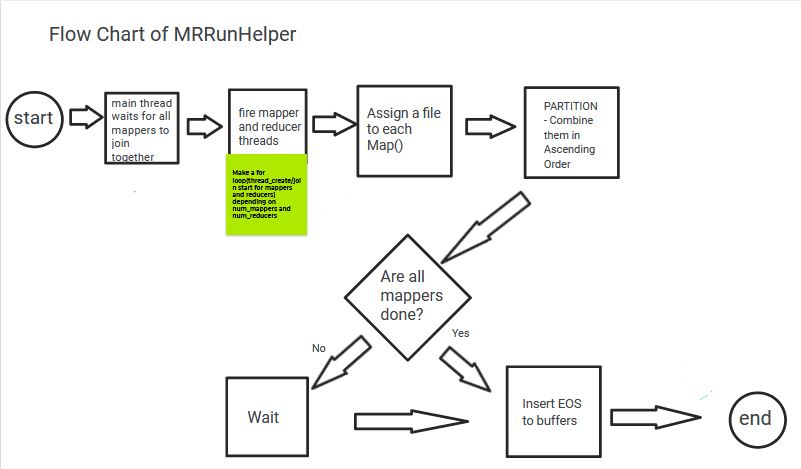 Flow Chart of MRRunHelper
start
main thread
waits for all
mappers to
join
together
fire mapper
and reducer
threads
Make a for
loop(thread_create/joi
n start for mappers
and reducers)
depending on
num_mappers and
num_reducers
Assign a file
to each
Map()
PARTITION
- Combine
them in
Ascending
Order
Are all
mappers
done?
No
Yes
Wait
Insert EOS
to buffers
end